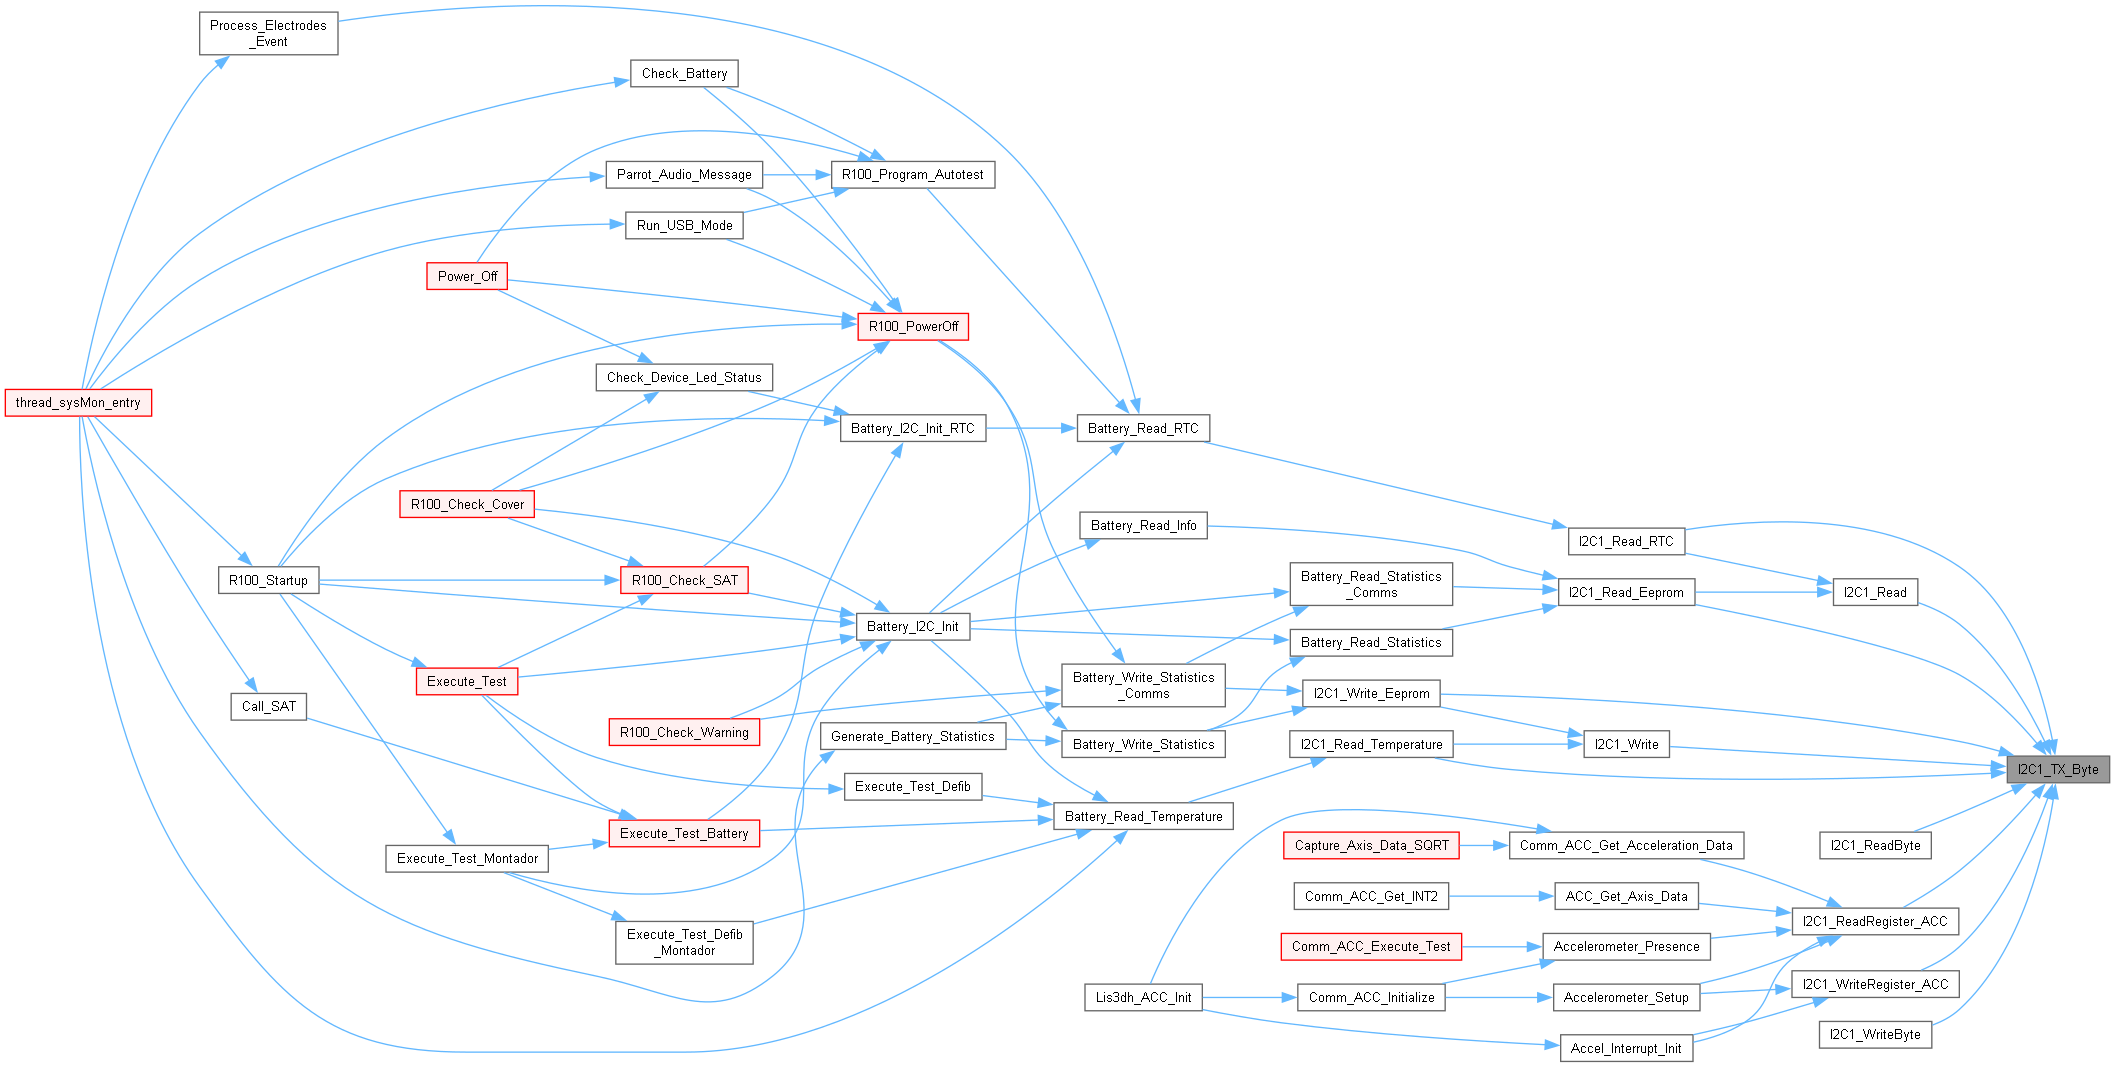 Process_Electrodes
_Event
Check_Battery
Parrot_Audio_Message
R100_Program_Autotest
Run_USB_Mode
Power_Off
R100_PowerOff
Check_Device_Led_Status
thread_sysMon_entry
Battery_I2C_Init_RTC
Battery_Read_RTC
R100_Check_Cover
Battery_Read_Info
I2C1_Read_RTC
R100_Startup
R100_Check_SAT
Battery_Read_Statistics
_Comms
I2C1_Read_Eeprom
I2C1_Read
Battery_I2C_Init
Battery_Read_Statistics
Execute_Test
Battery_Write_Statistics
_Comms
I2C1_Write_Eeprom
Call_SAT
R100_Check_Warning
Generate_Battery_Statistics
Battery_Write_Statistics
I2C1_Read_Temperature
I2C1_Write
I2C1_TX_Byte
Execute_Test_Defib
Battery_Read_Temperature
Execute_Test_Battery
Execute_Test_Montador
Capture_Axis_Data_SQRT
Comm_ACC_Get_Acceleration_Data
I2C1_ReadByte
Comm_ACC_Get_INT2
ACC_Get_Axis_Data
I2C1_ReadRegister_ACC
Execute_Test_Defib
_Montador
Comm_ACC_Execute_Test
Accelerometer_Presence
Lis3dh_ACC_Init
Comm_ACC_Initialize
Accelerometer_Setup
I2C1_WriteRegister_ACC
I2C1_WriteByte
Accel_Interrupt_Init